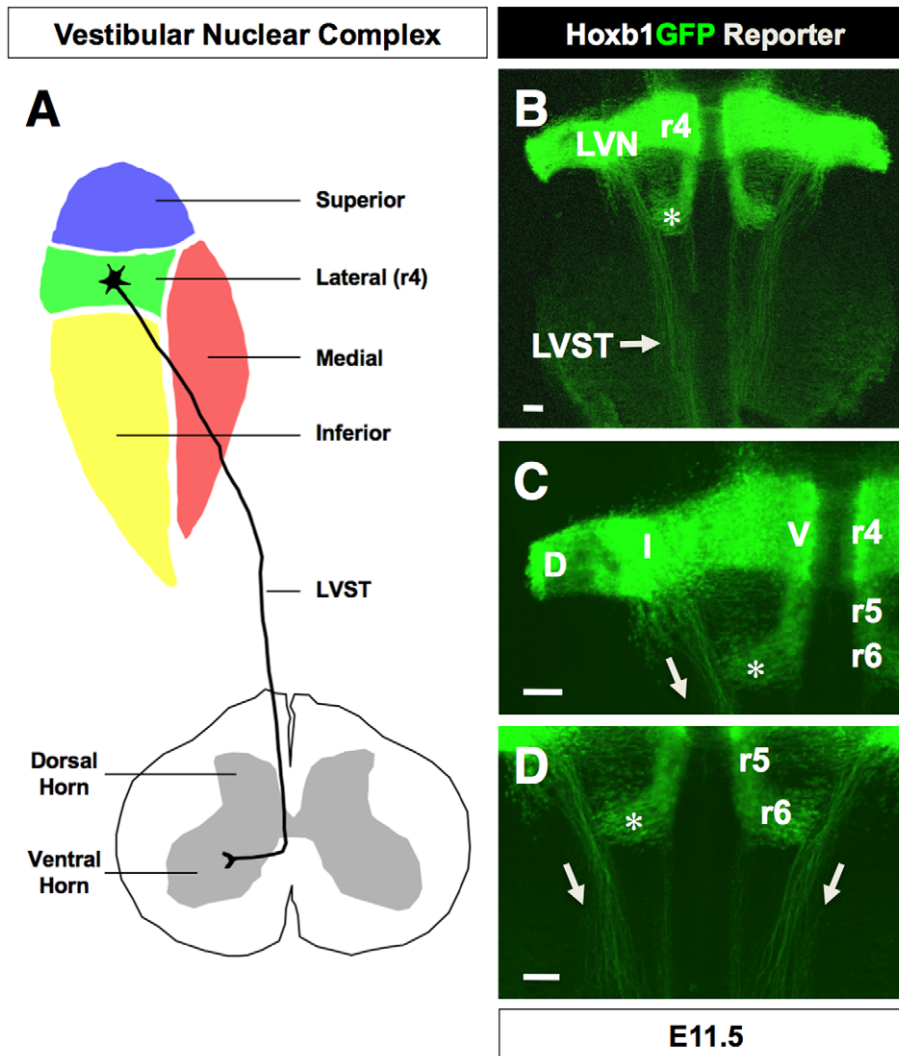 Vestibular Nuclear Complex
A
Superior
Lateral (r4)
Medial
Inferior
LVST
Dorsal
Horn
Ventral
Horn
Hoxb1GFP Reporter
B
r4
LVN
*
LVST
C
D
I
V
r4
r5
r6
*
D
r5
r6
*
E11.5